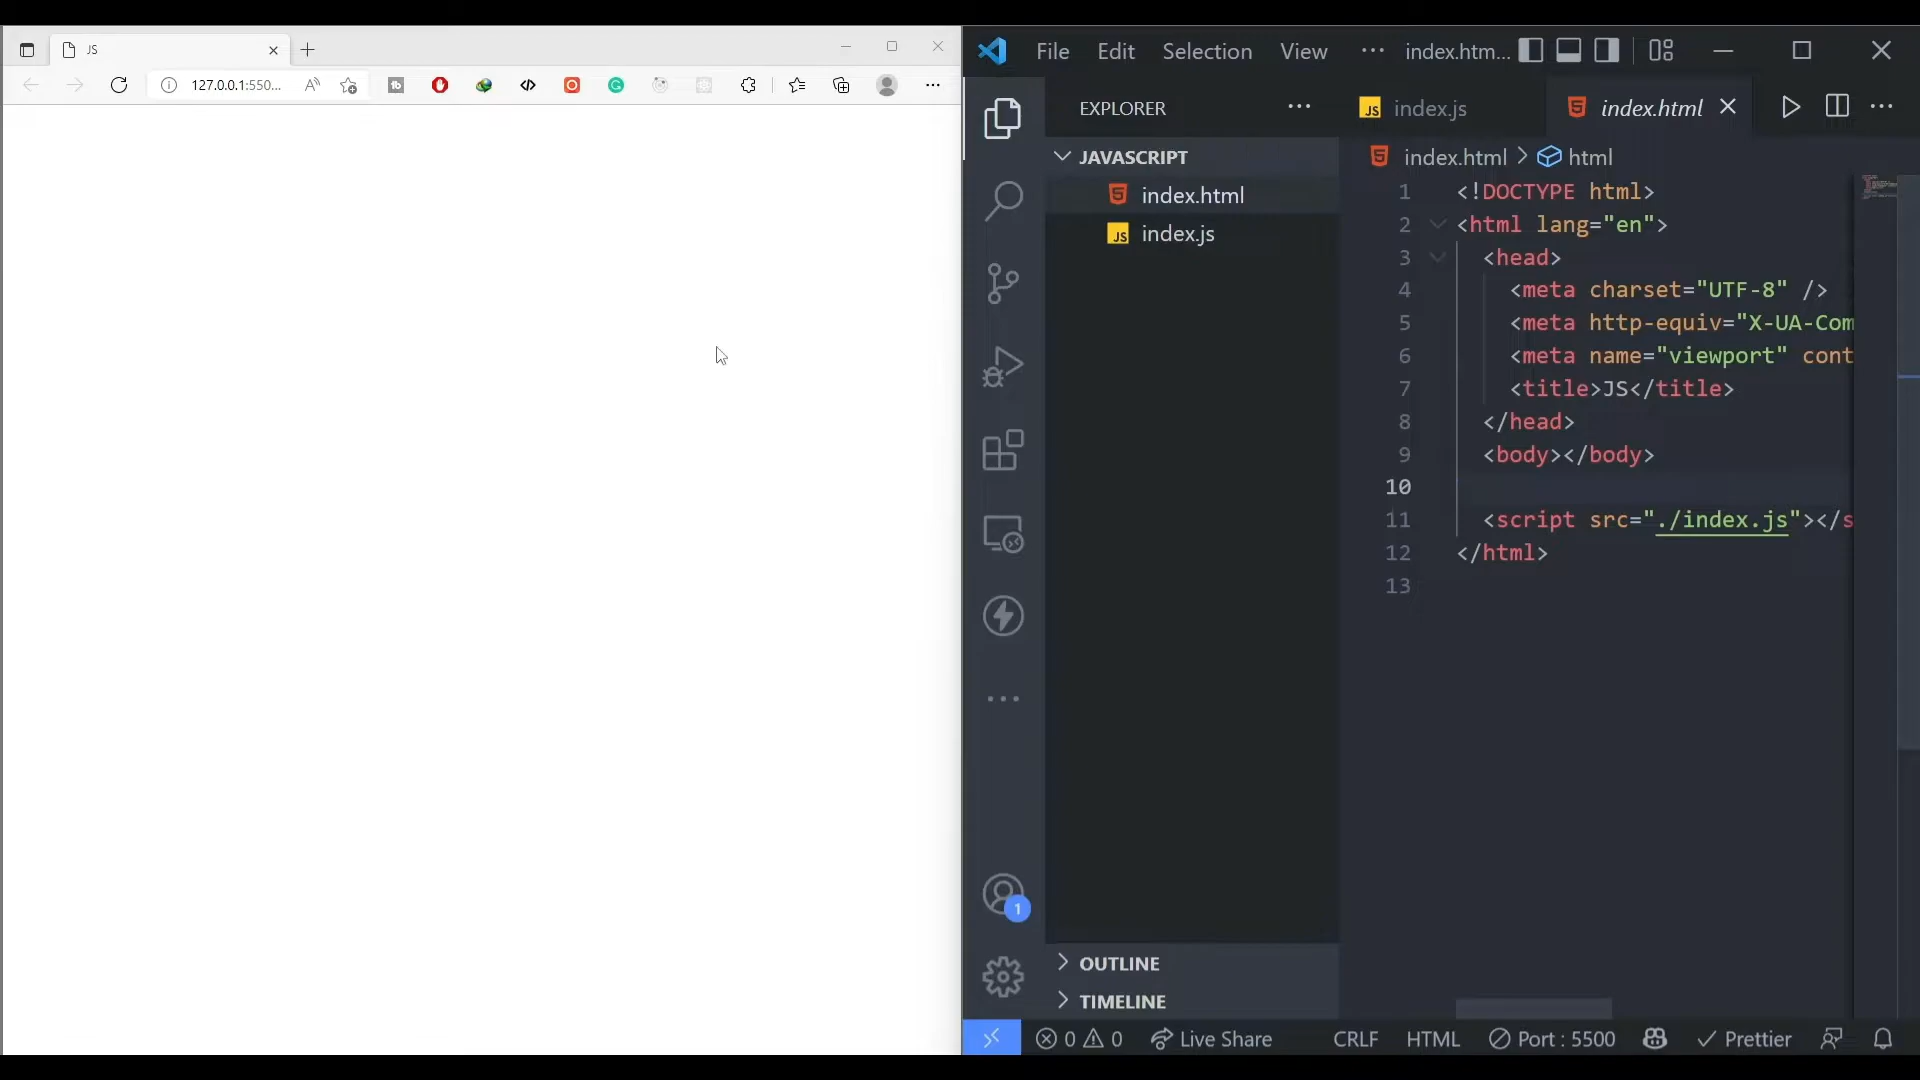 JS
127.0.0.1:550...
File Edit Selection View ... index.htm...
EXPLORER
JAVASCRIPT
index.html
index.js
OUTLINE
TIMELINE
index.js
index.html
index.html > html
1 <!DOCTYPE html>
2 <html lang="en">
3 <head>
4 <meta charset="UTF-8" />
5 <meta http-equiv="X-UA-Com
6 <meta name="viewport" cont
7 <title>JS</title>
8 </head>
9 <body></body>
10
11 <script src="./index.js"></s
12 </html>
13
1
0 0 Live Share CRLF HTML Port : 5500 Prettier